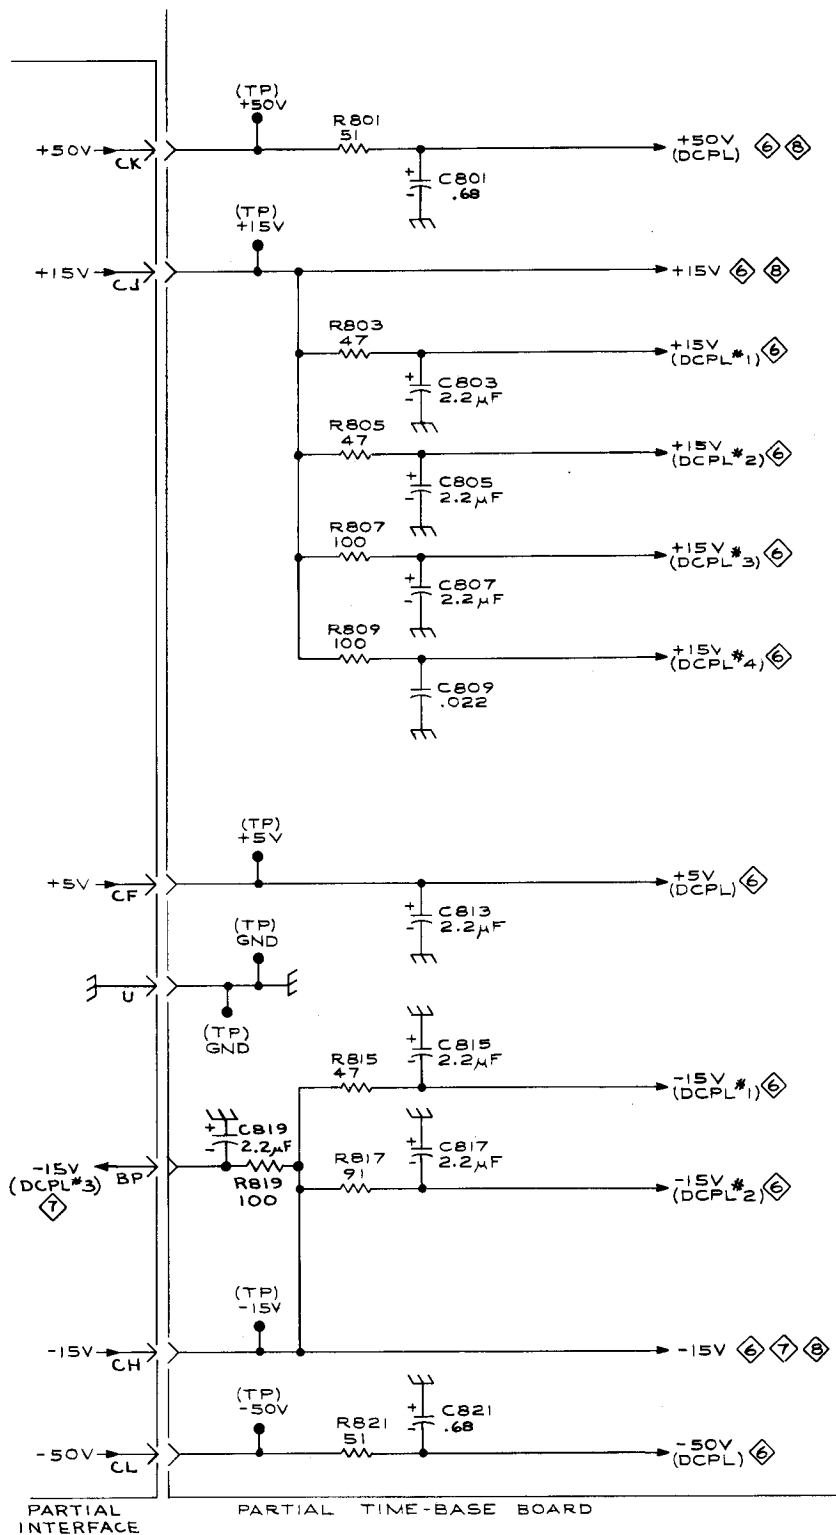 (TP)
+50V
R801
51
+50V
CK
+50V
(DCPL) 6 8
C801
.68
+
-
(TP)
+15V
+15V
CJ
+15V 6 8
R803
47
+15V
(DCPL#1) 6
+
-
C803
2.2µF
R805
47
+15V
(DCPL#2) 6
+
-
C805
2.2µF
R807
100
+15V
(DCPL#3) 6
+
-
C807
2.2µF
R809
100
+15V
(DCPL#4) 6
C809
.022
(TP)
+5V
+5V
CF
+5V
(DCPL) 6
+
-
C813
2.2µF
(TP)
GND
U
(TP)
GND
+
-
C815
2.2µF
R815
47
-15V
(DCPL#1) 6
+
-
C819
2.2µF
+
-
C817
2.2µF
-15V
(DCPL#3)
7
BP
R819
100
R817
91
-15V
(DCPL#2) 6
(TP)
-15V
-15V
CH
-15V 6 7 8
(TP)
-50V
+
-
C821
.68
R821
51
-50V
CL
-50V
(DCPL) 6
PARTIAL
INTERFACE
PARTIAL TIME-BASE BOARD